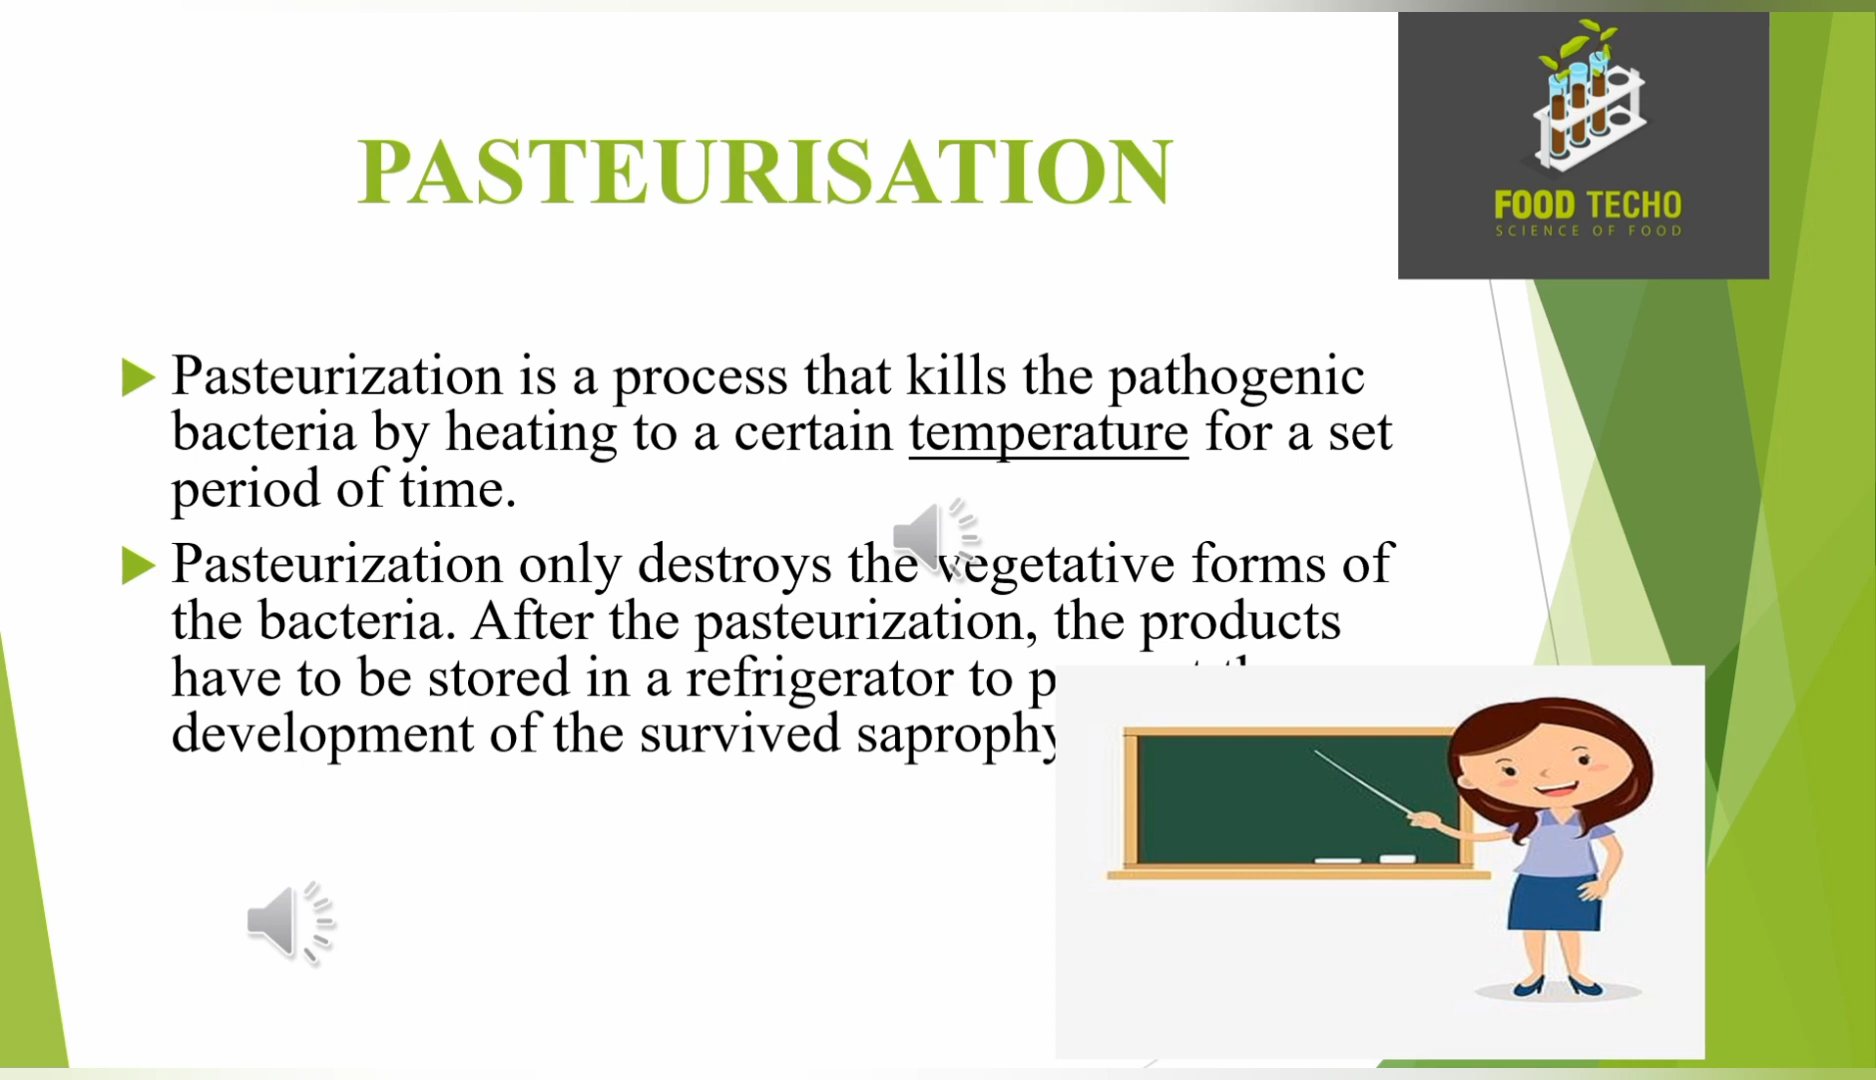 PASTEURISATION
FOOD TECHO
SCIENCE OF FOOD
Pasteurization is a process that kills the pathogenic
bacteria by heating to a certain temperature for a set
period of time.
Pasteurization only destroys the vegetative forms of
the bacteria. After the pasteurization, the products
have to be stored in a refrigerator to
development of the survived